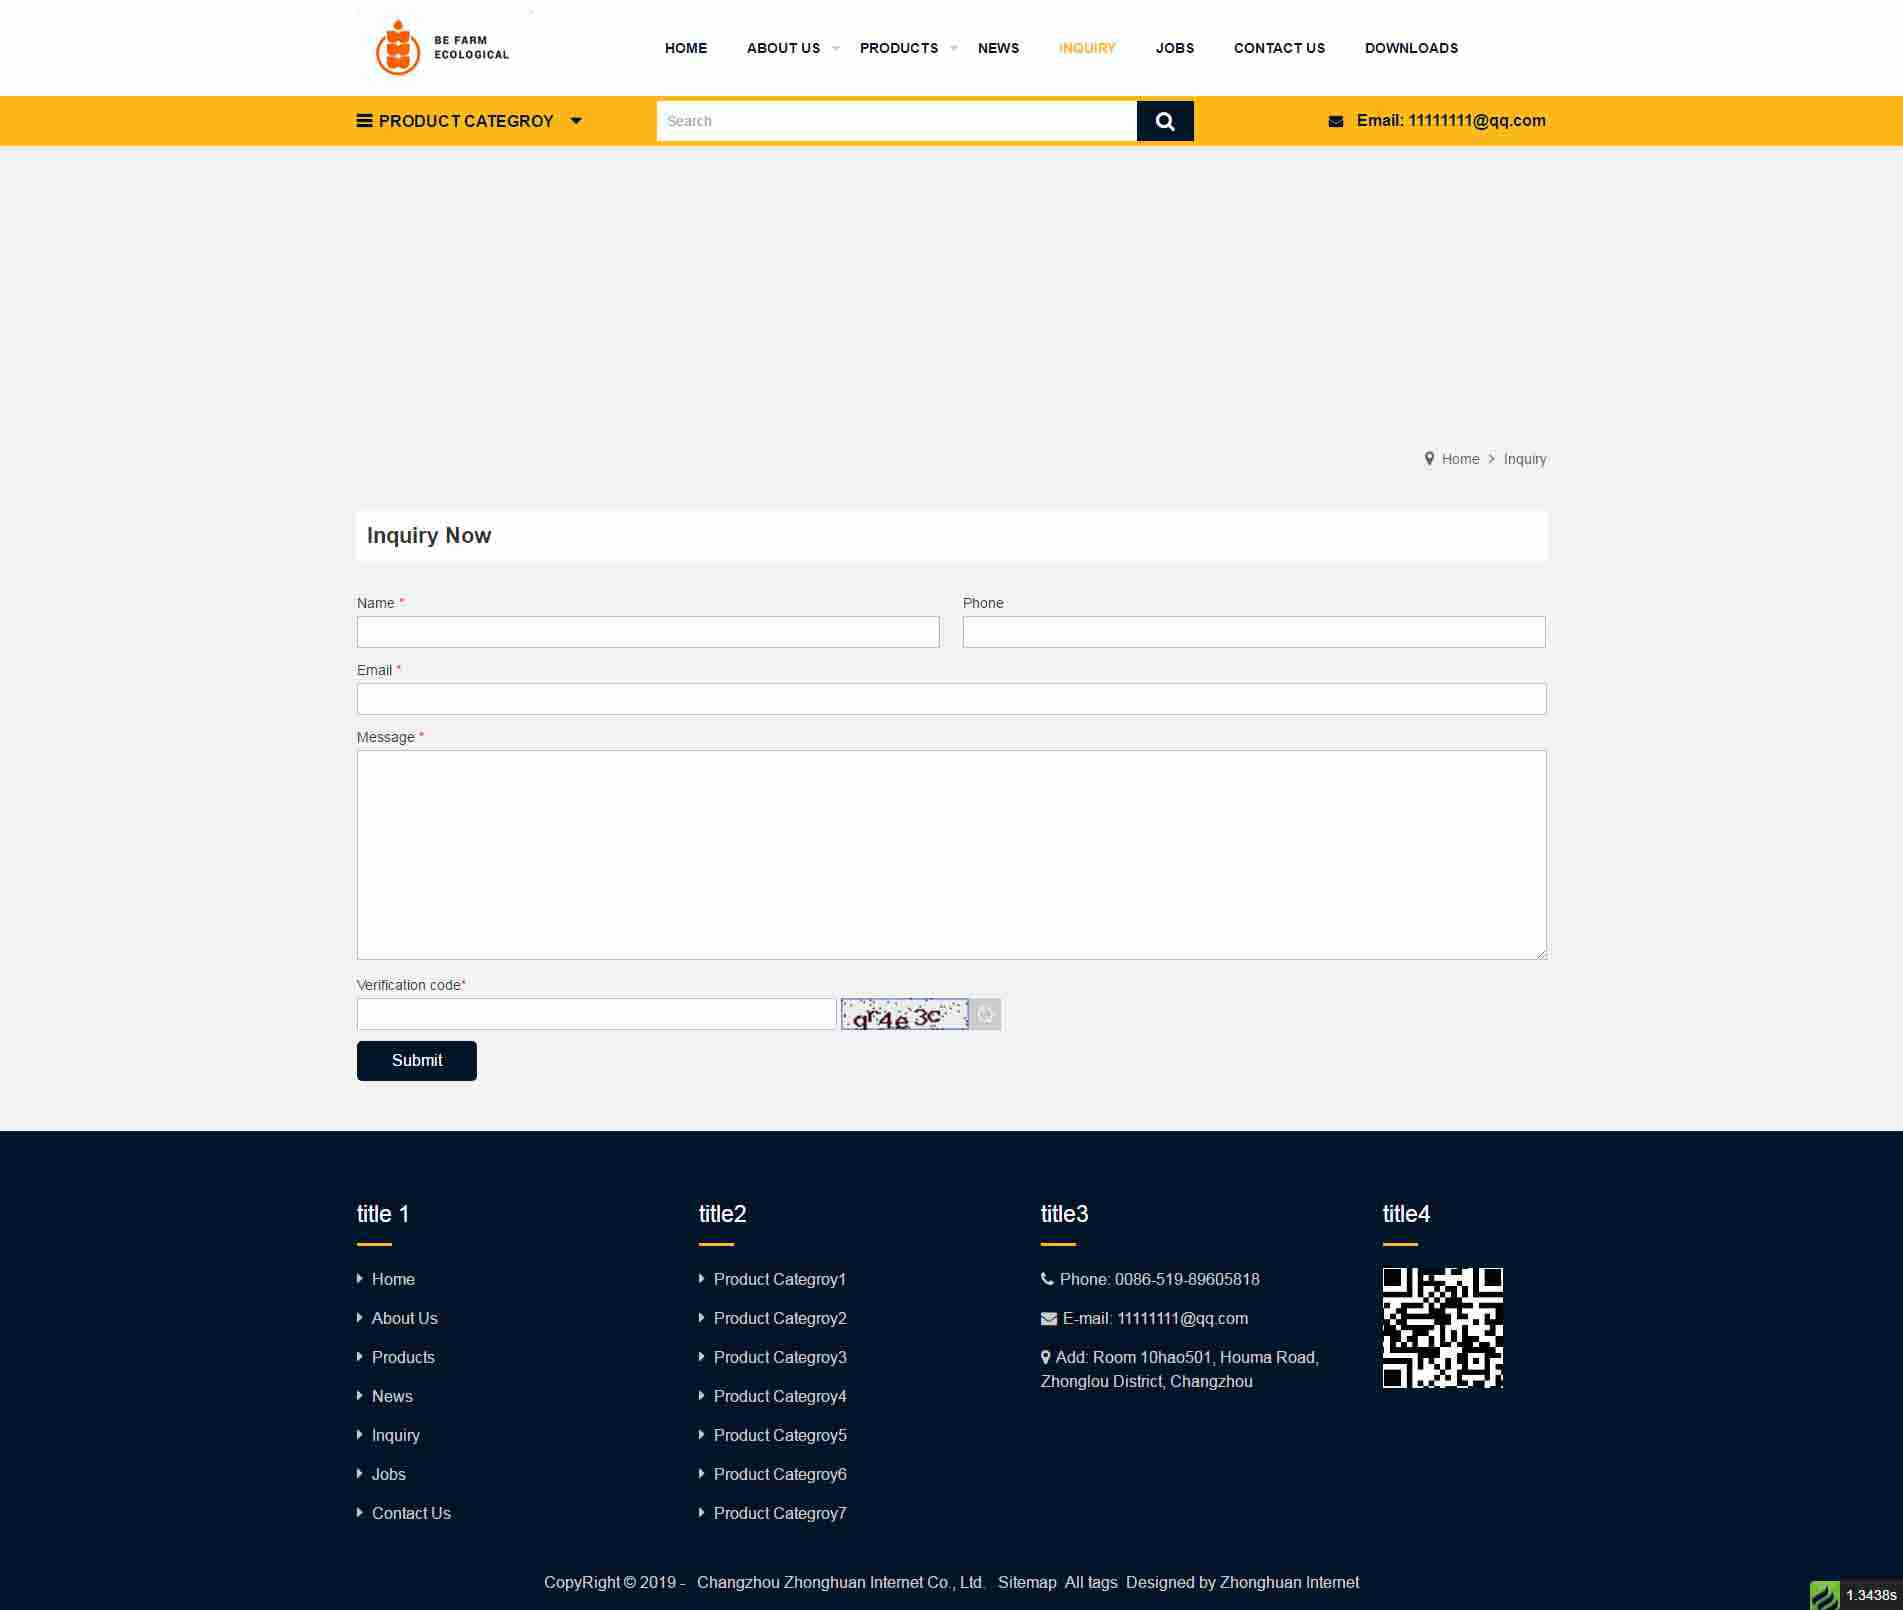 BE FARM
ECOLOGICAL
HOME ABOUT US PRODUCTS NEWS INQUIRY JOBS CONTACT US DOWNLOADS
PRODUCT CATEGROY Search Email: 11111111@qq.com
Home Inquiry
Inquiry Now
Name * Phone
Email *
Message *
Verification code*
qr4e3c
Submit
title 1 title2 title3 title4
Home Product Categroy1 Phone: 0086-519-89605818
About Us Product Categroy2 E-mail: 11111111@qq.com
Products Product Categroy3 Add: Room 10hao501, Houma Road,
Zhonglou District, Changzhou
News Product Categroy4
Inquiry Product Categroy5
Jobs Product Categroy6
Contact Us Product Categroy7
CopyRight © 2019 - Changzhou Zhonghuan Internet Co., Ltd. Sitemap All tags Designed by Zhonghuan Internet
1.3438s